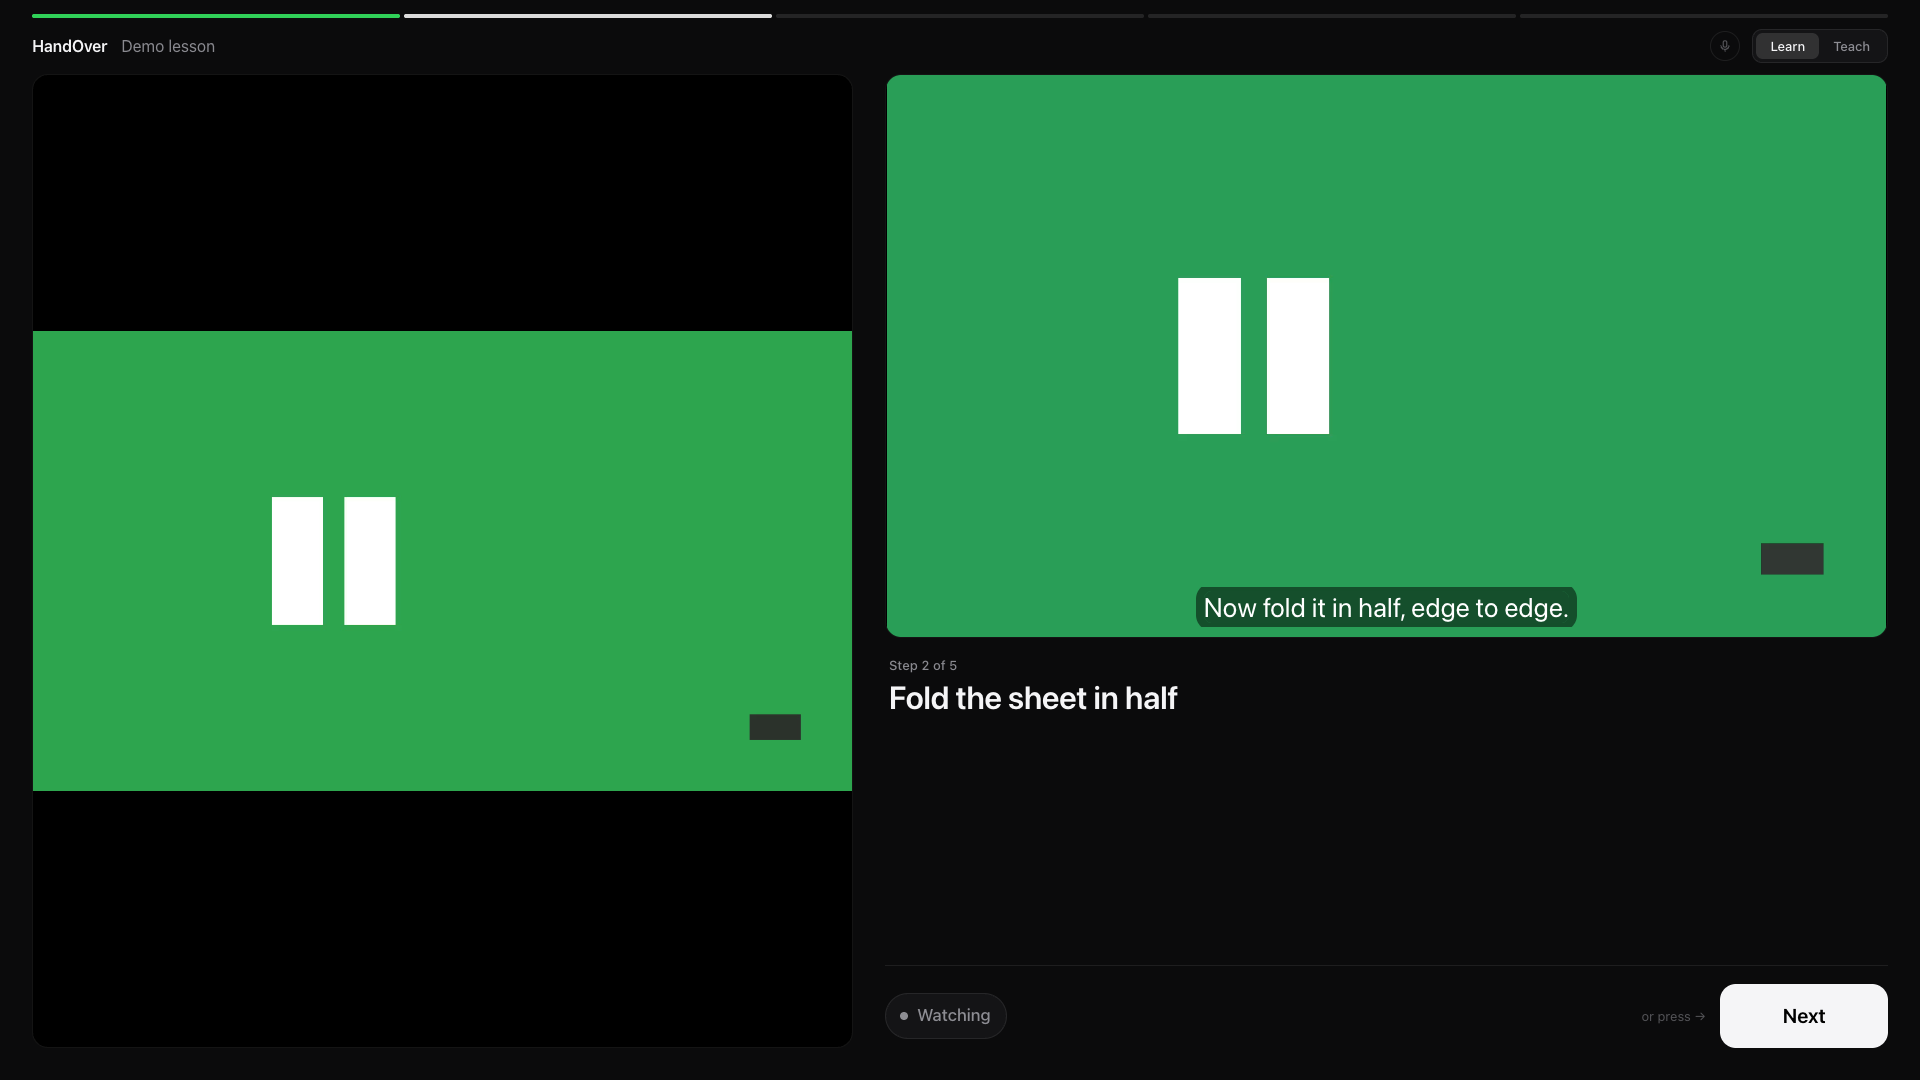 HandOver Demo lesson
Learn Teach
Now fold it in half, edge to edge.
Step 2 of 5
Fold the sheet in half
Watching
or press →
Next